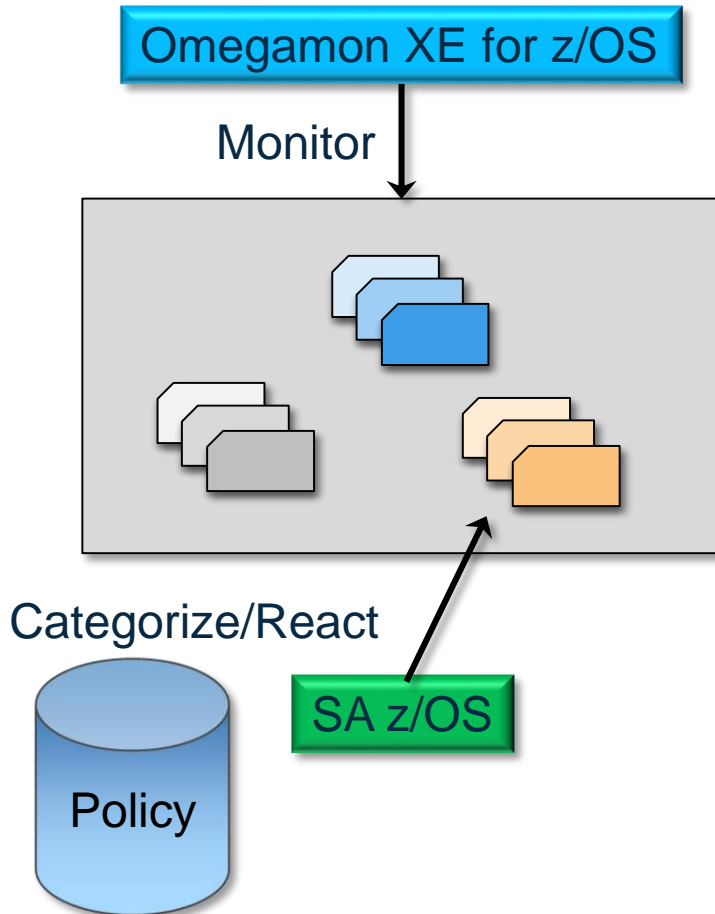 Omegamon XE for z/OS
Monitor
Categorize/React
SA z/OS
Policy